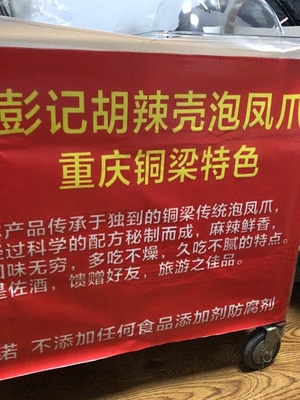 彭记胡辣壳泡凤爪
重庆铜梁特色
产品传承于独到的铜梁传统泡凤爪,
过科学的配方秘制而成，麻辣鲜香，
味无穷，多吃不燥，久吃不腻的特点。
是佐酒，馈赠好友，旅游之佳品。
诺 不添加任何食品添加剂防腐剂